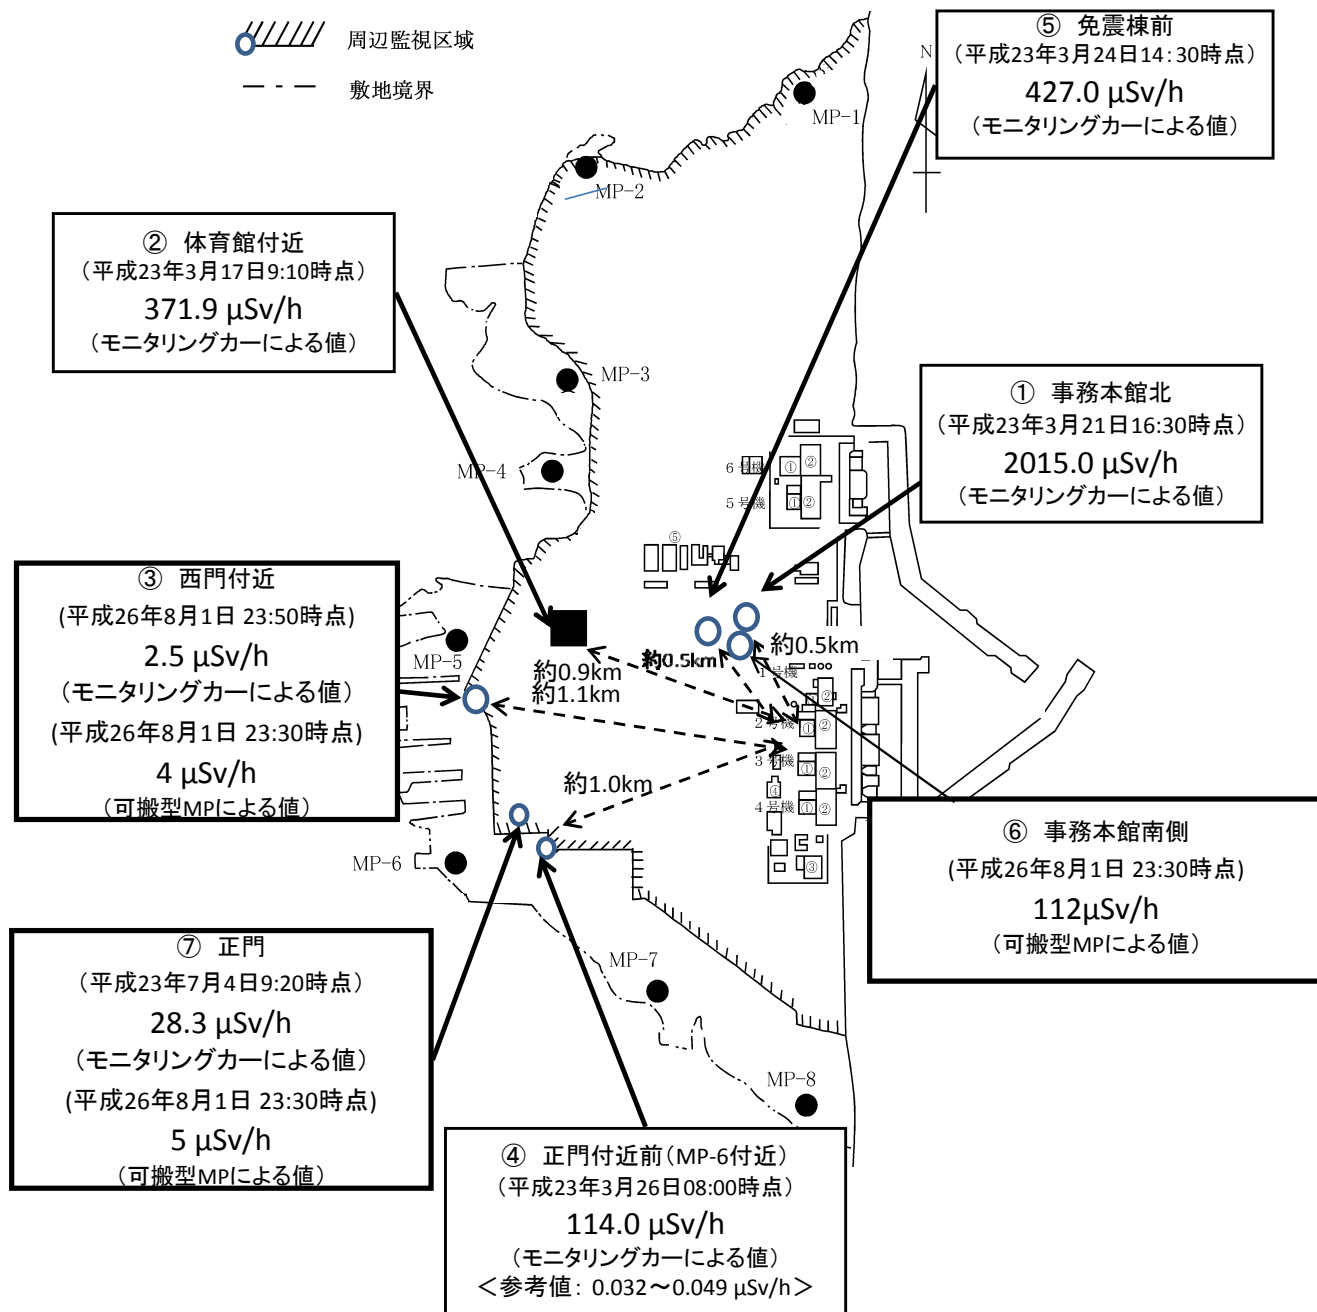 周辺監視区域
敷地境界
⑤ 免震棟前
（平成23年3月24日14:30時点）
427.0 μSv/h
（モニタリングカーによる値）
N
MP-1
MP-2
② 体育館付近
（平成23年3月17日9:10時点）
371.9 μSv/h
（モニタリングカーによる値）
MP-3
① 事務本館北
（平成23年3月21日16:30時点）
2015.0 μSv/h
（モニタリングカーによる値）
MP-4
6号機
①
②
5号機
①
②
⑤
③ 西門付近
(平成26年8月1日 23:50時点)
2.5 μSv/h
（モニタリングカーによる値）
(平成26年8月1日 23:30時点)
4 μSv/h
（可搬型MPによる値）
MP-5
約0.9km
約1.1km
約0.5km
約0.5km
1号機
②
2号機
①
②
3号機
①
②
約1.0km
④
4号機
①
②
③
MP-6
⑥ 事務本館南側
(平成26年8月1日 23:30時点)
112μSv/h
（可搬型MPによる値）
⑦ 正門
（平成23年7月4日9:20時点）
28.3 μSv/h
（モニタリングカーによる値）
(平成26年8月1日 23:30時点)
5 μSv/h
（可搬型MPによる値）
MP-7
MP-8
④ 正門付近前（MP-6付近）
（平成23年3月26日08:00時点）
114.0 μSv/h
（モニタリングカーによる値）
＜参考値: 0.032～0.049 μSv/h＞